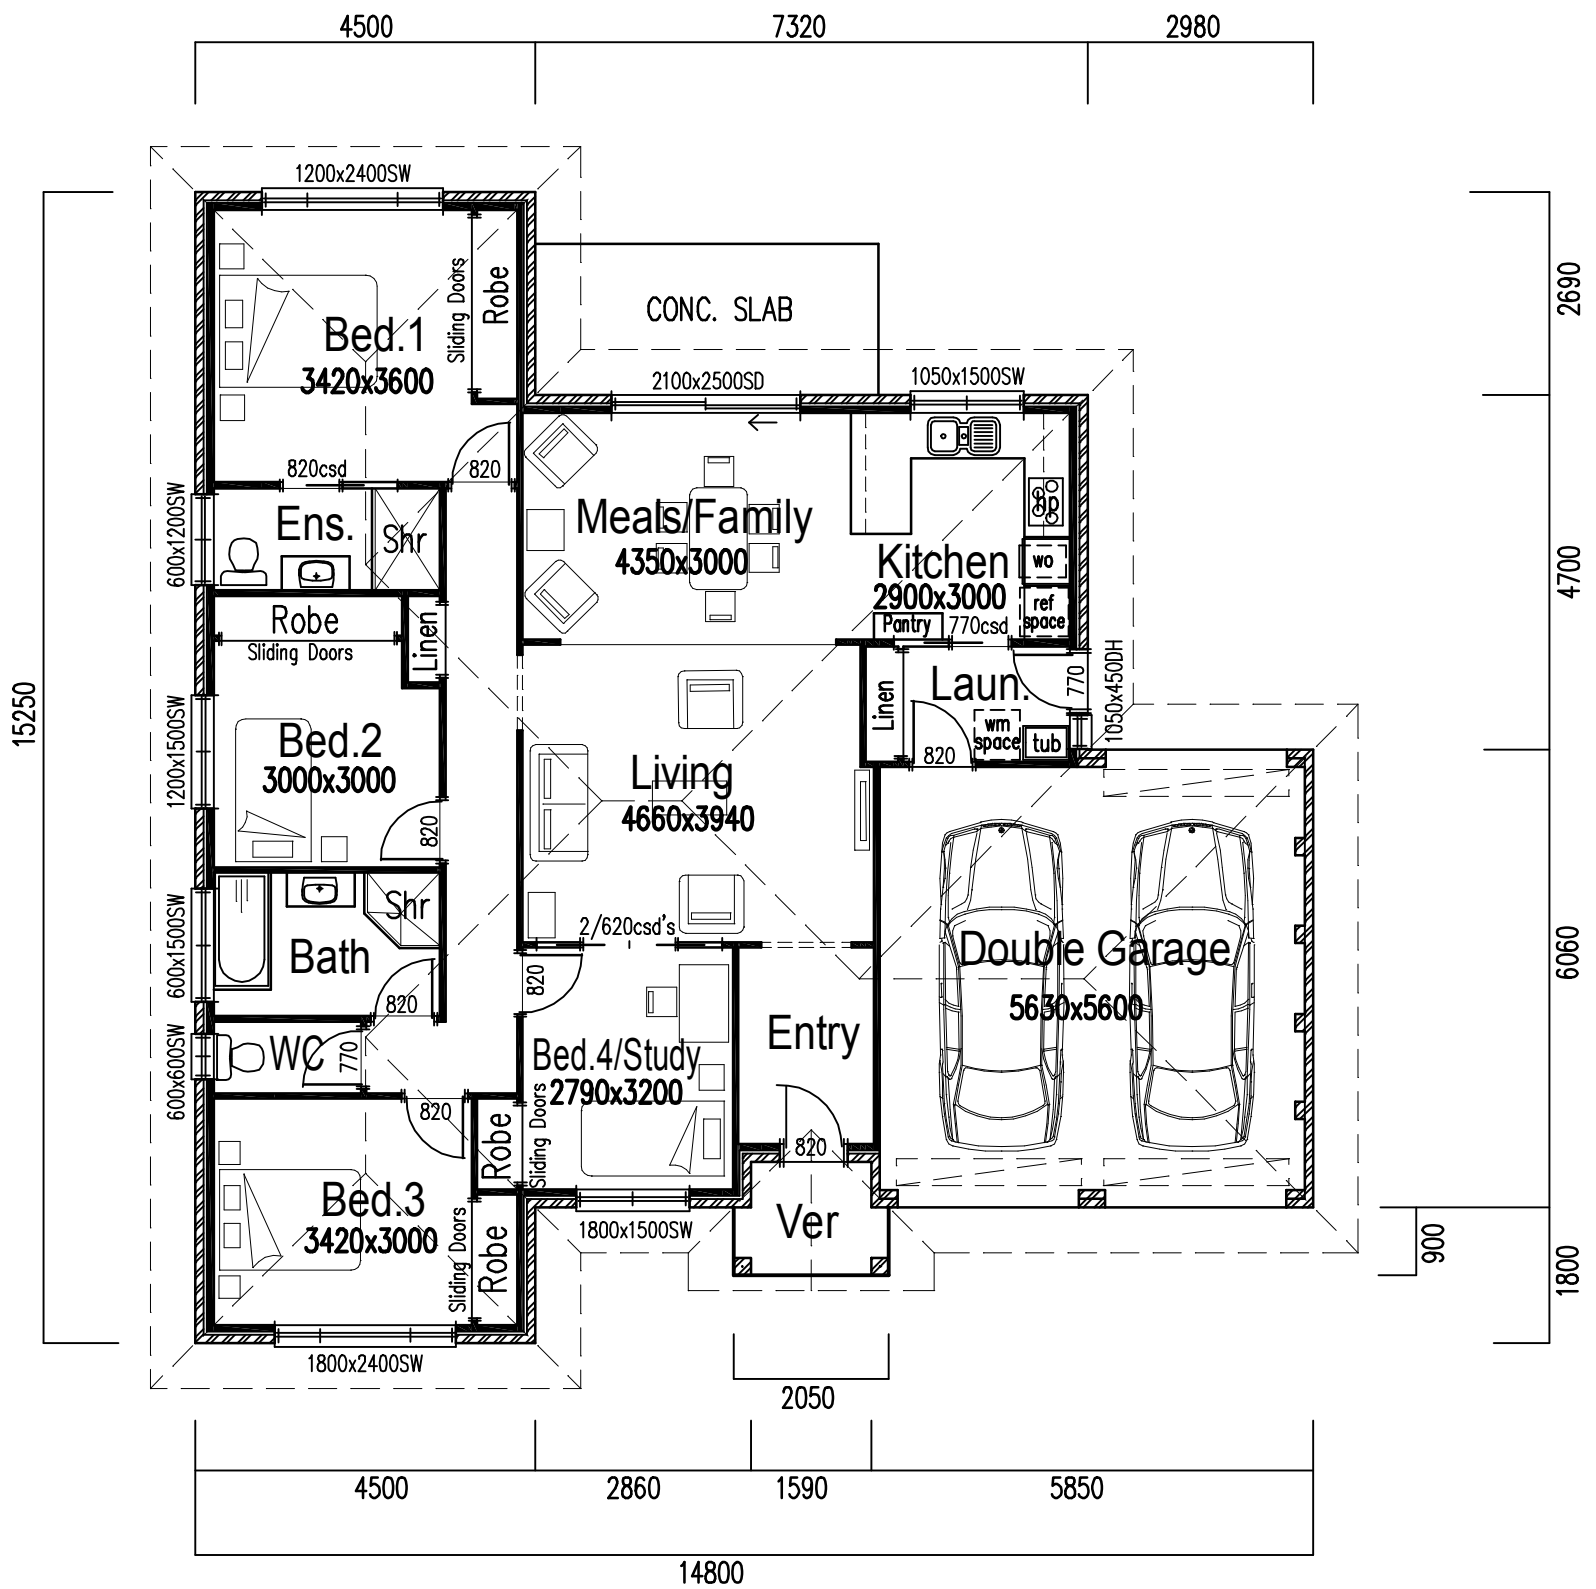 4500
7320
2980
1200x2400SW
Bed.1
3420x3600
Sliding Doors
Robe
CONC. SLAB
2690
2100x2500SD
1050x1500SW
820csd
820
600x1200SW
Ens.
Shr
Meals/Family
4350x3000
Kitchen
2900x3000
hp
wo
ref
space
Pantry
770csd
4700
Robe
Sliding Doors
Linen
15250
1200x1500SW
Bed.2
3000x3000
820
Living
4660x3940
Linen
Laun.
770
1050x450DH
wm
space
tub
820
600x1500SW
Shr
Bath
820
2/620csd's
820
Double Garage
5630x5600
6060
600x600SW
WC
770
Bed.4/Study
2790x3200
Entry
820
820
Robe
Sliding Doors
Bed.3
3420x3000
Sliding Doors
Robe
1800x1500SW
Ver
900
1800
1800x2400SW
2050
4500
2860
1590
5850
14800